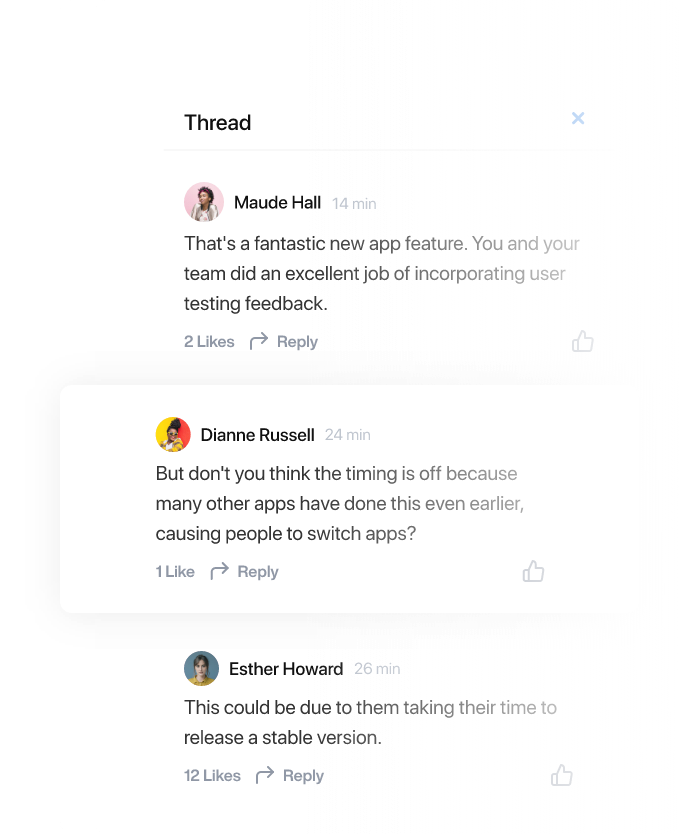 Thread
Maude Hall 14 min
That's a fantastic new app feature. You and your
team did an excellent job of incorporating user
testing feedback.
2 Likes Reply
Dianne Russell 24 min
But don't you think the timing is off because
many other apps have done this even earlier,
causing people to switch apps?
1 Like Reply
Esther Howard 26 min
This could be due to them taking their time to
release a stable version.
12 Likes Reply